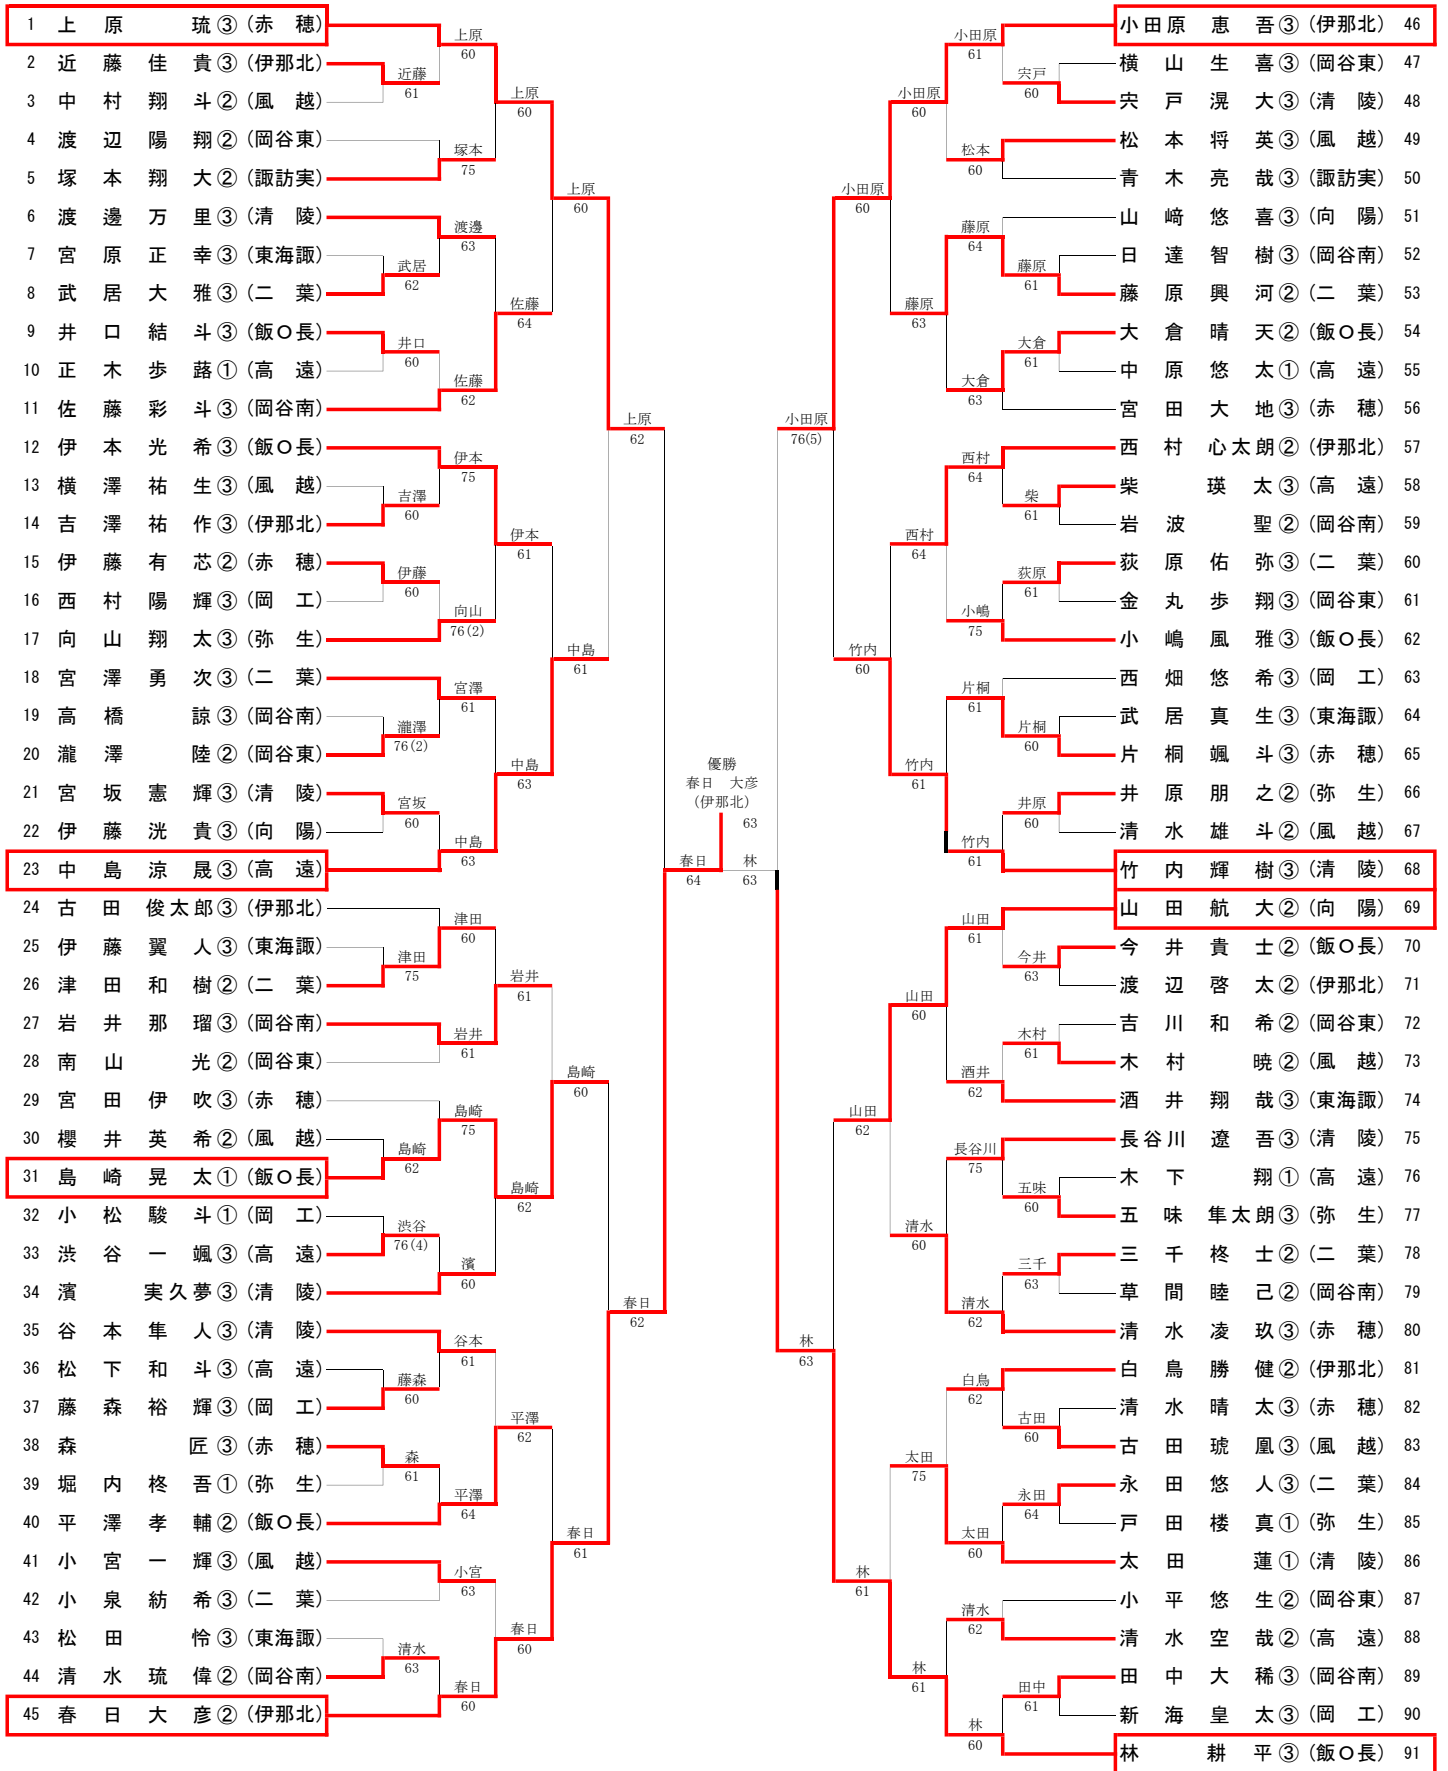 1 上原 琉③(赤 穂)
2 近藤佳貴③(伊那北)
3 中村翔斗②(風 越)
4 渡辺陽翔②(岡谷東)
5 塚本翔大②(諏訪実)
6 渡邊万里③(清 陵)
7 宮原正幸③(東海諏)
8 武居大雅③(二 葉)
9 井口結斗③(飯O長)
10 正木歩蕗①(高 遠)
11 佐藤彩斗③(岡谷南)
12 伊本光希③(飯O長)
13 横澤祐生③(風 越)
14 吉澤祐作③(伊那北)
15 伊藤有芯②(赤 穂)
16 西村陽輝③(岡 工)
17 向山翔太③(弥 生)
18 宮澤勇次③(二 葉)
19 高橋 諒③(岡谷南)
20 瀧澤 陸②(岡谷東)
21 宮坂憲輝③(清 陵)
22 伊藤洸貴③(向 陽)
23 中島涼晟③(高 遠)
24 古田俊太郎③(伊那北)
25 伊藤翼人③(東海諏)
26 津田和樹②(二 葉)
27 岩井那瑠③(岡谷南)
28 南山 光②(岡谷東)
29 宮田伊吹③(赤 穂)
30 櫻井英希②(風 越)
31 島崎晃太①(飯O長)
32 小松駿斗①(岡 工)
33 渋谷一颯③(高 遠)
34 濱 実久夢③(清 陵)
35 谷本隼人③(清 陵)
36 松下和斗③(高 遠)
37 藤森裕輝③(岡 工)
38 森 匠③(赤 穂)
39 堀内柊吾①(弥 生)
40 平澤孝輔②(飯O長)
41 小宮一輝③(風 越)
42 小泉紡希③(二 葉)
43 松田 怜③(東海諏)
44 清水琉偉②(岡谷南)
45 春日大彦②(伊那北)
近藤
61
武居
62
井口
60
吉澤
60
伊藤
60
瀧澤
76(2)
宮坂
60
津田
75
島崎
62
渋谷
76(4)
藤森
60
森
61
清水
63
上原
60
塚本
75
渡邊
63
佐藤
62
伊本
75
向山
76(2)
宮澤
61
中島
63
津田
60
岩井
61
島崎
75
濱
60
谷本
61
平澤
64
小宮
63
春日
60
上原
60
佐藤
64
伊本
61
中島
63
岩井
61
島崎
62
平澤
62
春日
60
上原
60
中島
61
島崎
60
春日
61
上原
62
春日
62
春日
64
優勝
春日 大彦
(伊那北)
63
林
63
小田原
76(5)
林
63
小田原
60
竹内
60
山田
62
林
61
小田原
60
藤原
63
西村
64
竹内
61
山田
60
清水
60
太田
75
林
61
小田原
61
松本
60
藤原
64
大倉
63
西村
64
小嶋
75
片桐
61
竹内
61
山田
61
酒井
62
長谷川
75
清水
62
白鳥
62
太田
60
清水
62
林
60
宍戸
60
藤原
61
大倉
61
柴
61
荻原
61
片桐
60
井原
60
今井
63
木村
61
五味
60
三千
63
古田
60
永田
64
田中
61
小田原恵吾③(伊那北) 46
横山生喜③(岡谷東) 47
宍戸滉大③(清 陵) 48
松本将英③(風 越) 49
青木亮哉③(諏訪実) 50
山﨑悠喜③(向 陽) 51
日達智樹③(岡谷南) 52
藤原興河②(二 葉) 53
大倉晴天②(飯O長) 54
中原悠太①(高 遠) 55
宮田大地③(赤 穂) 56
西村心太朗②(伊那北) 57
柴 瑛太③(高 遠) 58
岩波 聖②(岡谷南) 59
荻原佑弥③(二 葉) 60
金丸歩翔③(岡谷東) 61
小嶋風雅③(飯O長) 62
西畑悠希③(岡 工) 63
武居真生③(東海諏) 64
片桐颯斗③(赤 穂) 65
井原朋之②(弥 生) 66
清水雄斗②(風 越) 67
竹内輝樹③(清 陵) 68
山田航大②(向 陽) 69
今井貴士②(飯O長) 70
渡辺啓太②(伊那北) 71
吉川和希②(岡谷東) 72
木村 暁②(風 越) 73
酒井翔哉③(東海諏) 74
長谷川遼吾③(清 陵) 75
木下 翔①(高 遠) 76
五味隼太朗③(弥 生) 77
三千柊士②(二 葉) 78
草間睦己②(岡谷南) 79
清水凌玖③(赤 穂) 80
白鳥勝健②(伊那北) 81
清水晴太③(赤 穂) 82
古田琥凰③(風 越) 83
永田悠人③(二 葉) 84
戸田楼真①(弥 生) 85
太田 蓮①(清 陵) 86
小平悠生②(岡谷東) 87
清水空哉②(高 遠) 88
田中大稀③(岡谷南) 89
新海皇太③(岡 工) 90
林 耕平③(飯O長) 91